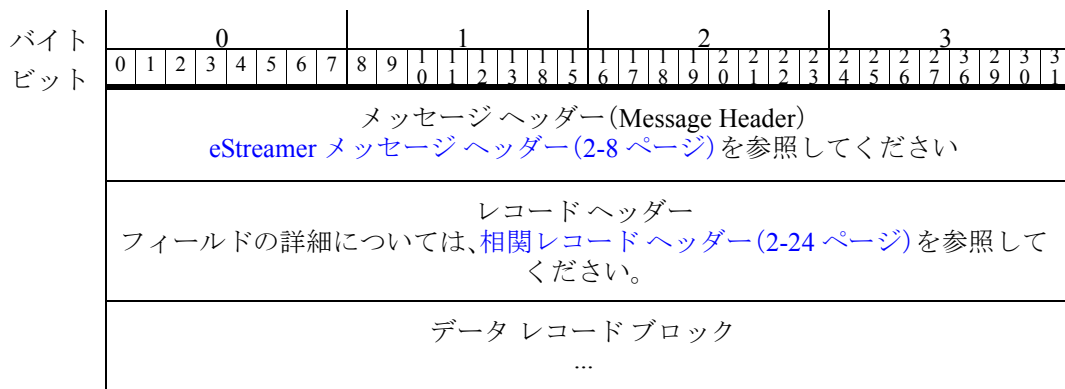 バイト 0 1 2 3
ビット 0 1 2 3 4 5 6 7 8 9 10 11 12 13 18 15 16 17 18 19 20 21 22 23 24 25 26 27 36 29 30 31
メッセージ ヘッダー(Message Header)
eStreamer メッセージ ヘッダー(2-8 ページ)を参照してください
レコード ヘッダー
フィールドの詳細については、相関レコード ヘッダー(2-24 ページ)を参照して
ください。
データ レコード ブロック
...